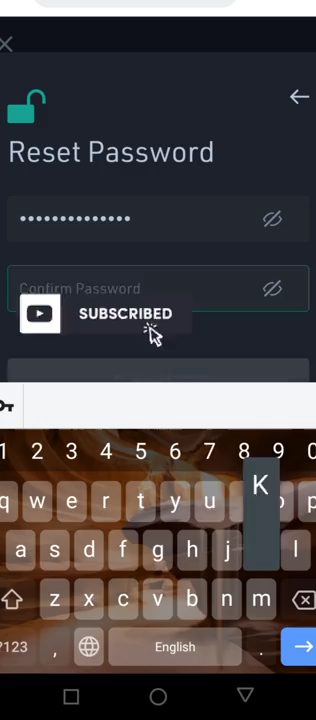 Reset Password
••••••••••••••
Confirm Password
SUBSCRIBED
1 2 3 4 5 6 7 8 9 0
q w e r t y u o p
K
a s d f g h j l
z x c v b n m
?123 , English .